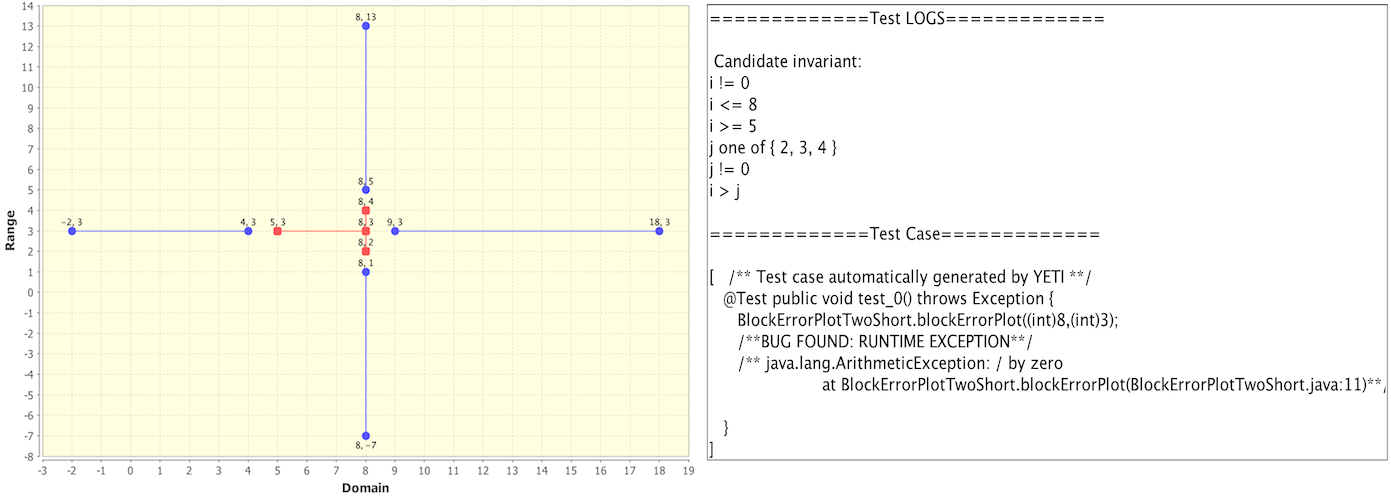 14
13
12
11
10
9
8
7
6
5
4
3
2
1
0
-1
-2
-3
-4
-5
-6
-7
-8
Range
8, 13
8, 5
8, 4
-2, 3
4, 3
5, 3
8, 3
9, 3
18, 3
8, 2
8, 1
8, -7
-3 -2 -1 0 1 2 3 4 5 6 7 8 9 10 11 12 13 14 15 16 17 18 19
Domain
=============Test LOGS=============
Candidate invariant:
i != 0
i <= 8
i >= 5
j one of { 2, 3, 4 }
j != 0
i > j
=============Test Case=============
[ /** Test case automatically generated by YETI **/
@Test public void test_0() throws Exception {
BlockErrorPlotTwoShort.blockErrorPlot((int)8,(int)3);
/**BUG FOUND: RUNTIME EXCEPTION**/
/** java.lang.ArithmeticException: / by zero
at BlockErrorPlotTwoShort.blockErrorPlot(BlockErrorPlotTwoShort.java:11)**/
}
]